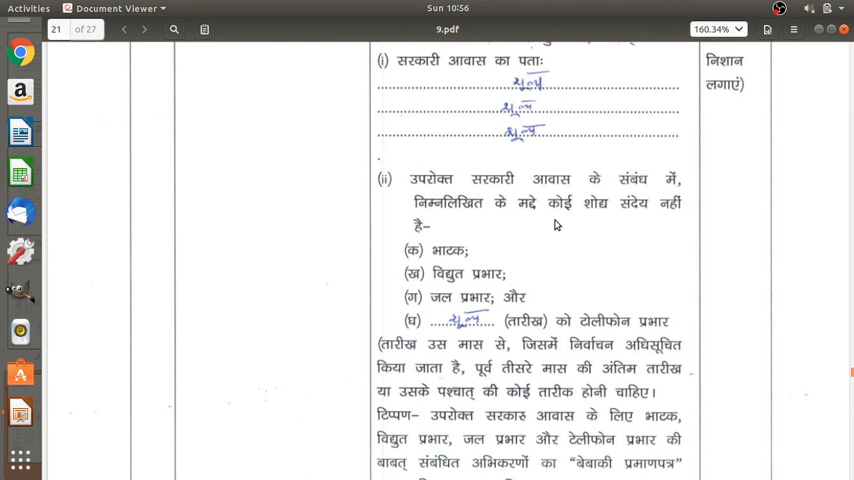 Activities Document Viewer Sun 10:56
21 of 27 9.pdf 160.34%
(i) सरकारी आवास का पताः
शून्य
शून्य
शून्य
(ii) उपरोक्त सरकारी आवास के संबंध में,
निम्नलिखित के मद्दे कोई शोद्य संदेय नहीं
है–
(क) भाटक;
(ख) विद्युत प्रभार;
(ग) जल प्रभार; और
(घ) ....शून्य.... (तारीख) को टोलीफोन प्रभार
(तारीख उस मास से, जिसमें निर्वाचन अधिसूचित
किया जाता है, पूर्व तीसरे मास की अंतिम तारीख
या उसके पश्चात् की कोई तारीक होनी चाहिए।
टिप्पण– उपरोक्त सरकारु आवास के लिए भाटक,
विद्युत प्रभार, जल प्रभार और टेलीफोन प्रभार की
बाबत् संबंधित अभिकरणों का “बेबाकी प्रमाणपत्र”
निशान
लगाएं)